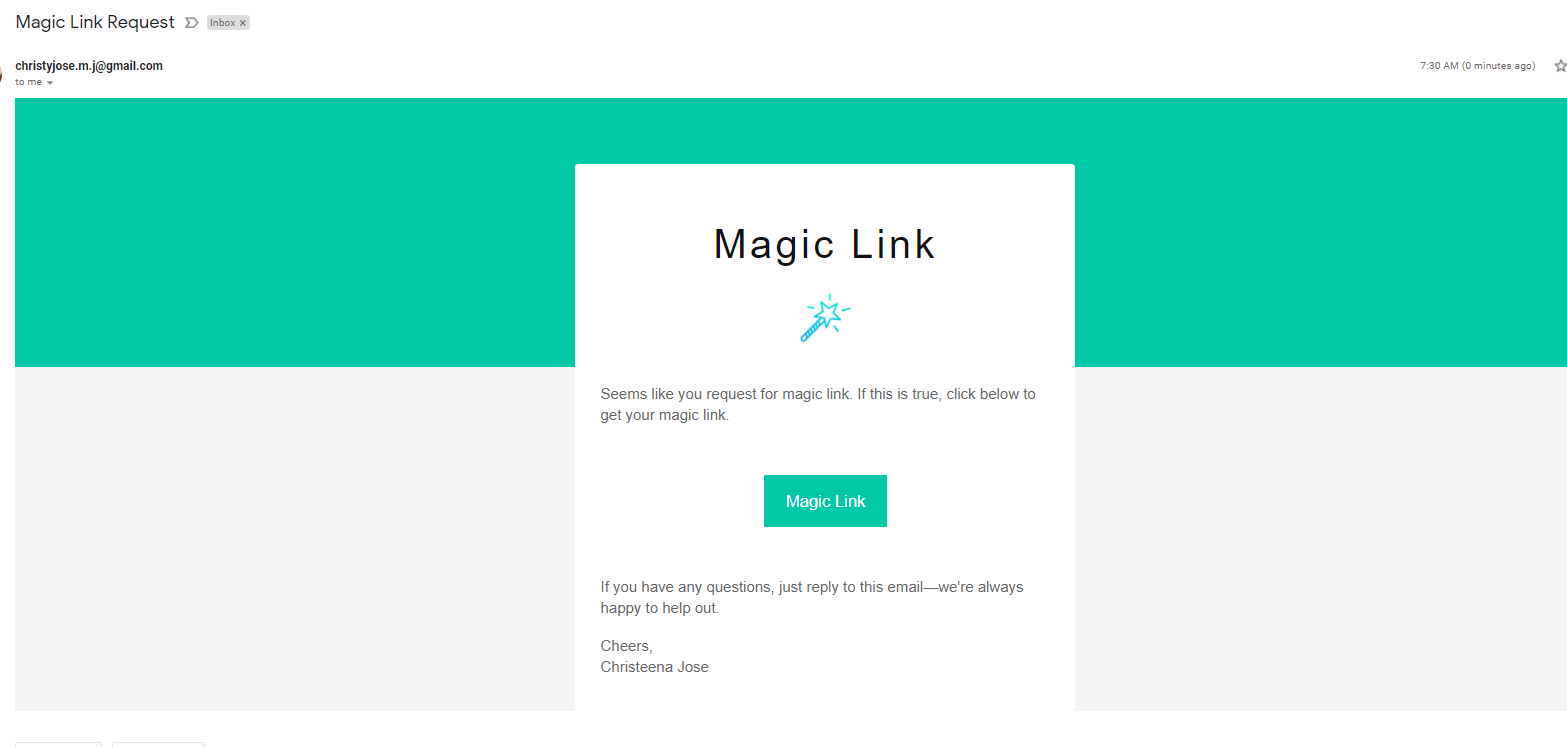 Magic Link Request
Inbox x
christyjose.m.j@gmail.com
7:30 AM (0 minutes ago)
to me
Magic Link
Seems like you request for magic link. If this is true, click below to
get your magic link.
Magic Link
If you have any questions, just reply to this email—we're always
happy to help out.
Cheers,
Christeena Jose